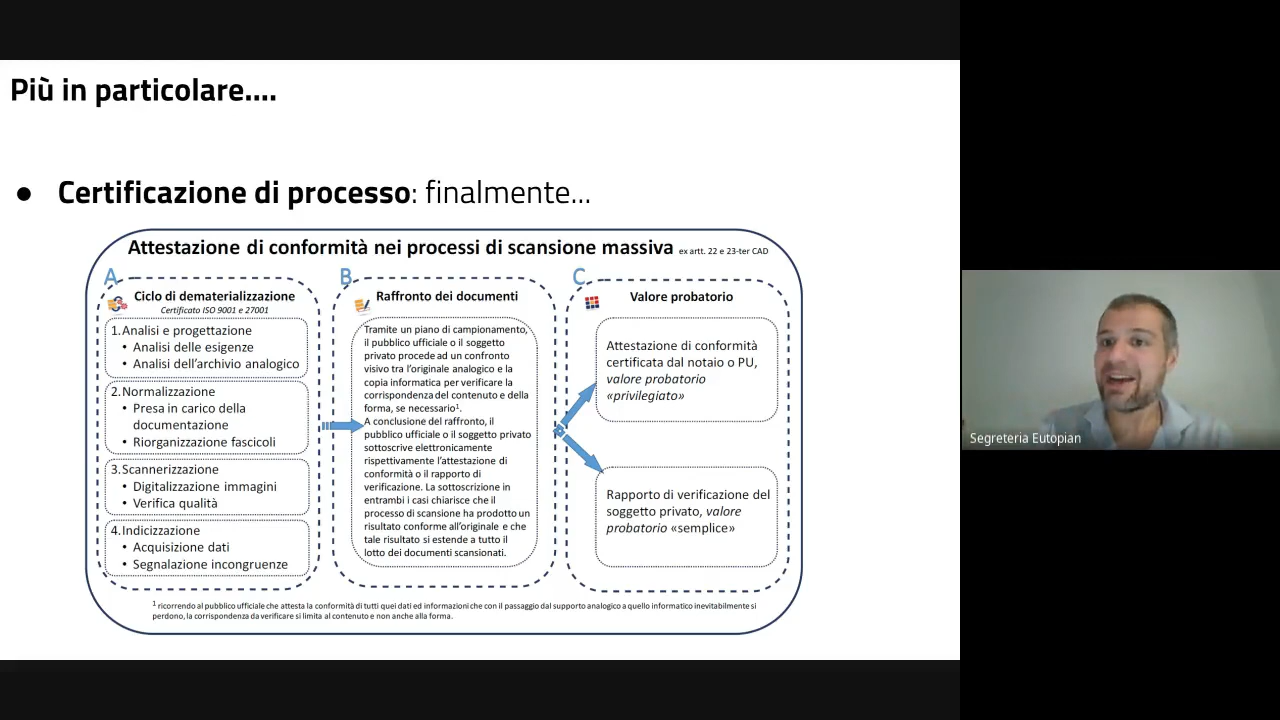 Più in particolare....
● Certificazione di processo: finalmente...
Attestazione di conformità nei processi di scansione massiva ex artt. 22 e 23-ter CAD
A
Ciclo di dematerializzazione
Certificato ISO 9001 e 27001
1.Analisi e progettazione
• Analisi delle esigenze
• Analisi dell'archivio analogico
2.Normalizzazione
• Presa in carico della
documentazione
• Riorganizzazione fascicoli
3.Scannerizzazione
• Digitalizzazione immagini
• Verifica qualità
4.Indicizzazione
• Acquisizione dati
• Segnalazione incongruenze
B
Raffronto dei documenti
Tramite un piano di campionamento,
il pubblico ufficiale o il soggetto
privato procede ad un confronto
visivo tra l'originale analogico e la
copia informatica per verificare la
corrispondenza del contenuto e della
forma, se necessario¹.
A conclusione del raffronto, il
pubblico ufficiale o il soggetto privato
sottoscrive elettronicamente
rispettivamente l'attestazione di
conformità o il rapporto di
verificazione. La sottoscrizione in
entrambi i casi chiarisce che il
processo di scansione ha prodotto un
risultato conforme all'originale e che
tale risultato si estende a tutto il
lotto dei documenti scansionati.
C
Valore probatorio
Attestazione di conformità
certificata dal notaio o PU,
valore probatorio
«privilegiato»
Rapporto di verificazione del
soggetto privato, valore
probatorio «semplice»
¹ ricorrendo al pubblico ufficiale che attesta la conformità di tutti quei dati ed informazioni che con il passaggio dal supporto analogico a quello informatico inevitabilmente si
perdono, la corrispondenza da verificare si limita al contenuto e non anche alla forma.
Segreteria Eutopian